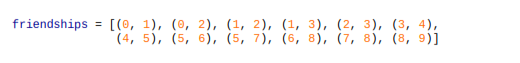 friendships = [(0, 1), (0, 2), (1, 2), (1, 3), (2, 3), (3, 4),
(4, 5), (5, 6), (5, 7), (6, 8), (7, 8), (8, 9)]